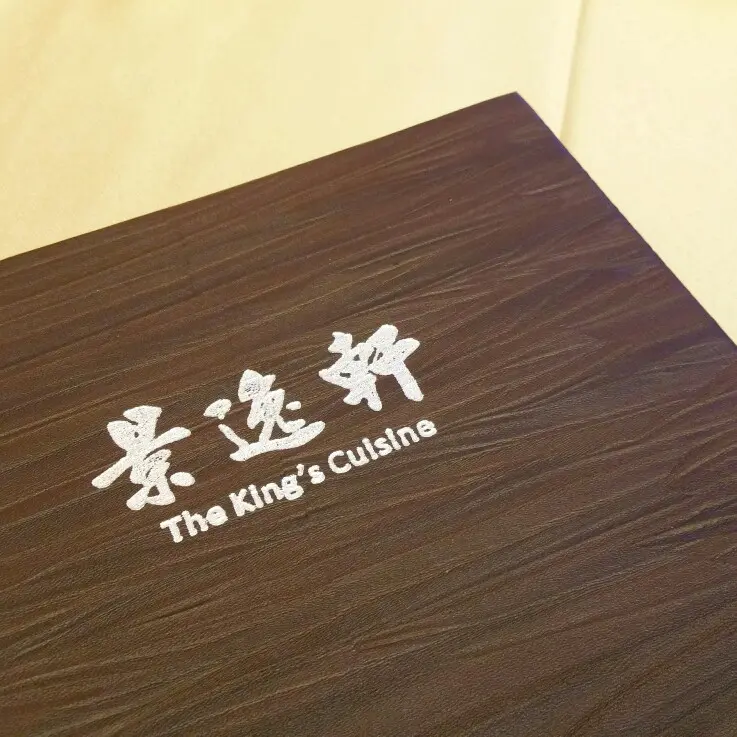 景逸軒
The King's Cuisine